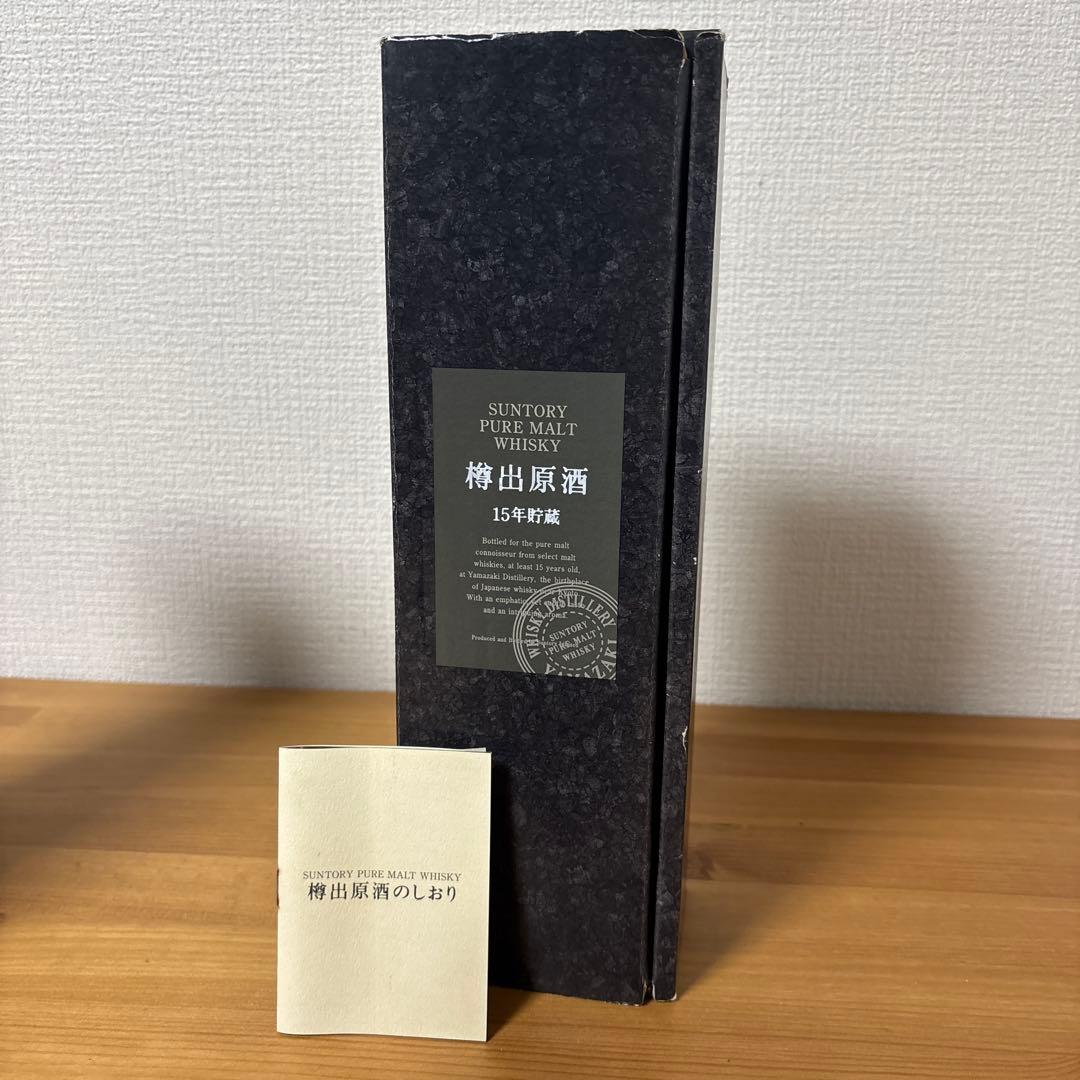 SUNTORY
PURE MALT
WHISKY
樽出原酒
15年貯蔵
Bottled for the pure malt
connoisseur from select malt
whiskies, at least 15 years old,
at Yamazaki Distillery, the birthplace
of Japanese whisky
With an emphatic
and an intriguing aroma.
Produced and
WHISKY DISTILLERY
YAMAZAKI
SUNTORY
PURE MALT
WHISKY
SUNTORY PURE MALT WHISKY
樽出原酒のしおり